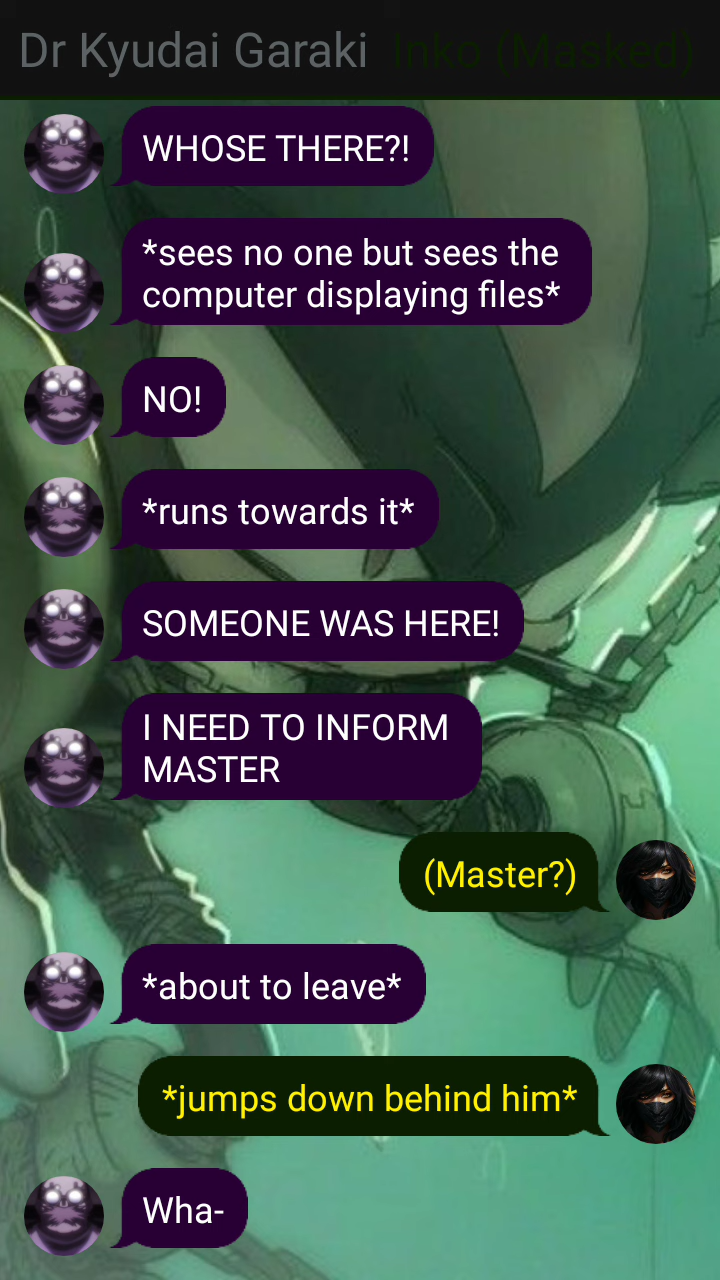 Dr Kyudai Garaki Inko (Masked)
WHOSE THERE?!
*sees no one but sees the
computer displaying files*
NO!
*runs towards it*
SOMEONE WAS HERE!
I NEED TO INFORM
MASTER
(Master?)
*about to leave*
*jumps down behind him*
Wha-